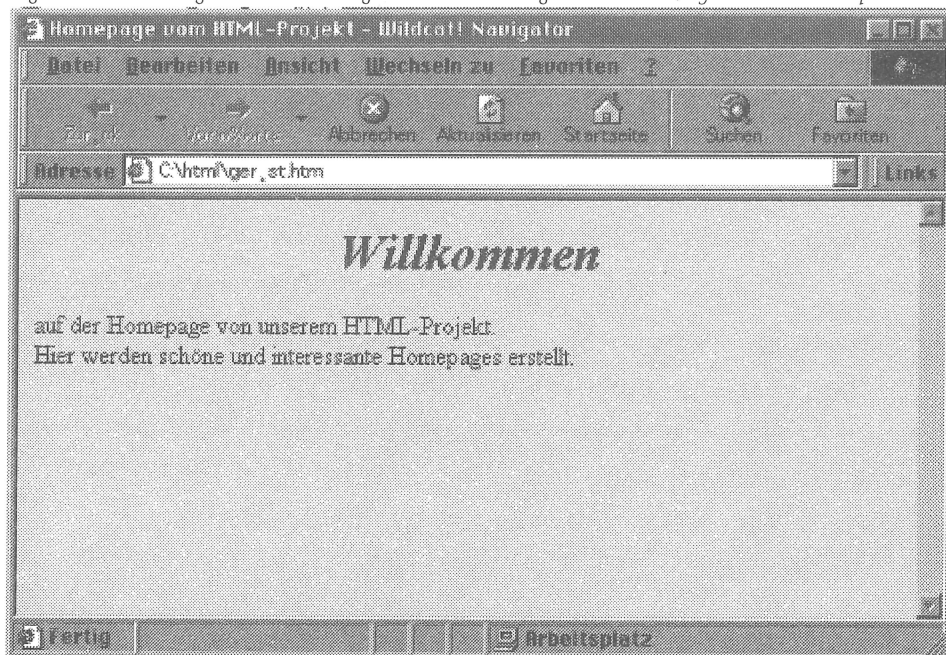 Homepage vom HTML-Projekt - Wildcat! Navigator
Datei Bearbeiten Ansicht Wechseln zu Favoriten ?
Zurück Vorwärts Abbrechen Aktualisieren Startseite Suchen Favoriten
Adresse C:\html\ger_st.htm Links
Willkommen
auf der Homepage von unserem HTML-Projekt.
Hier werden schöne und interessante Homepages erstellt.
Fertig Arbeitsplatz